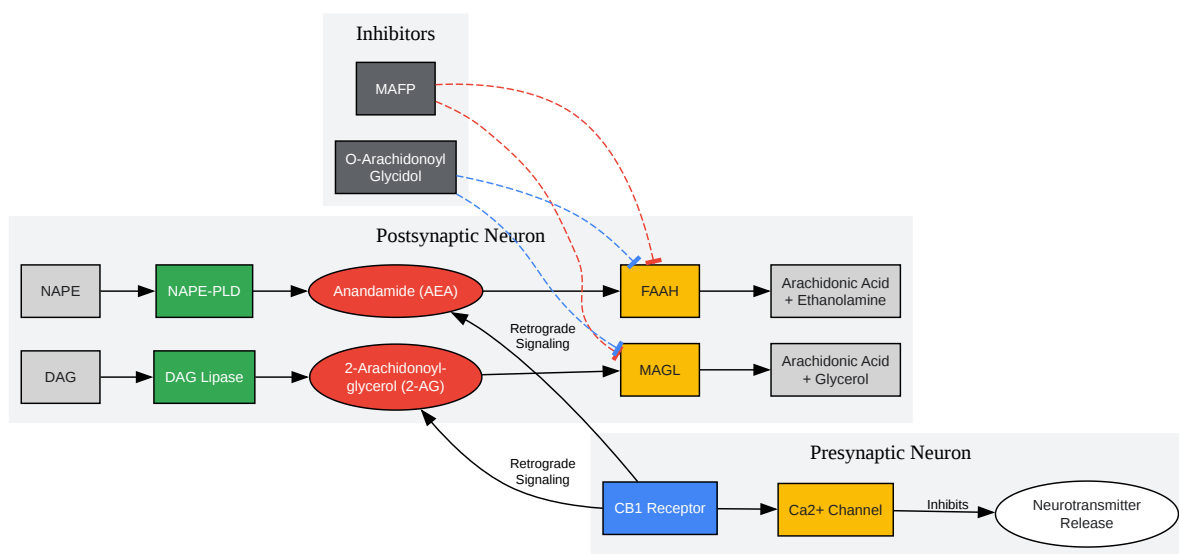 Inhibitors
MAFP
O-Arachidonoyl
Glycidol
Postsynaptic Neuron
NAPE
NAPE-PLD
Anandamide (AEA)
FAAH
Arachidonic Acid
+ Ethanolamine
Retrograde
Signaling
DAG
DAG Lipase
2-Arachidonoyl-
glycerol (2-AG)
MAGL
Arachidonic Acid
+ Glycerol
Presynaptic Neuron
Retrograde
Signaling
CB1 Receptor
Ca2+ Channel
Inhibits
Neurotransmitter
Release